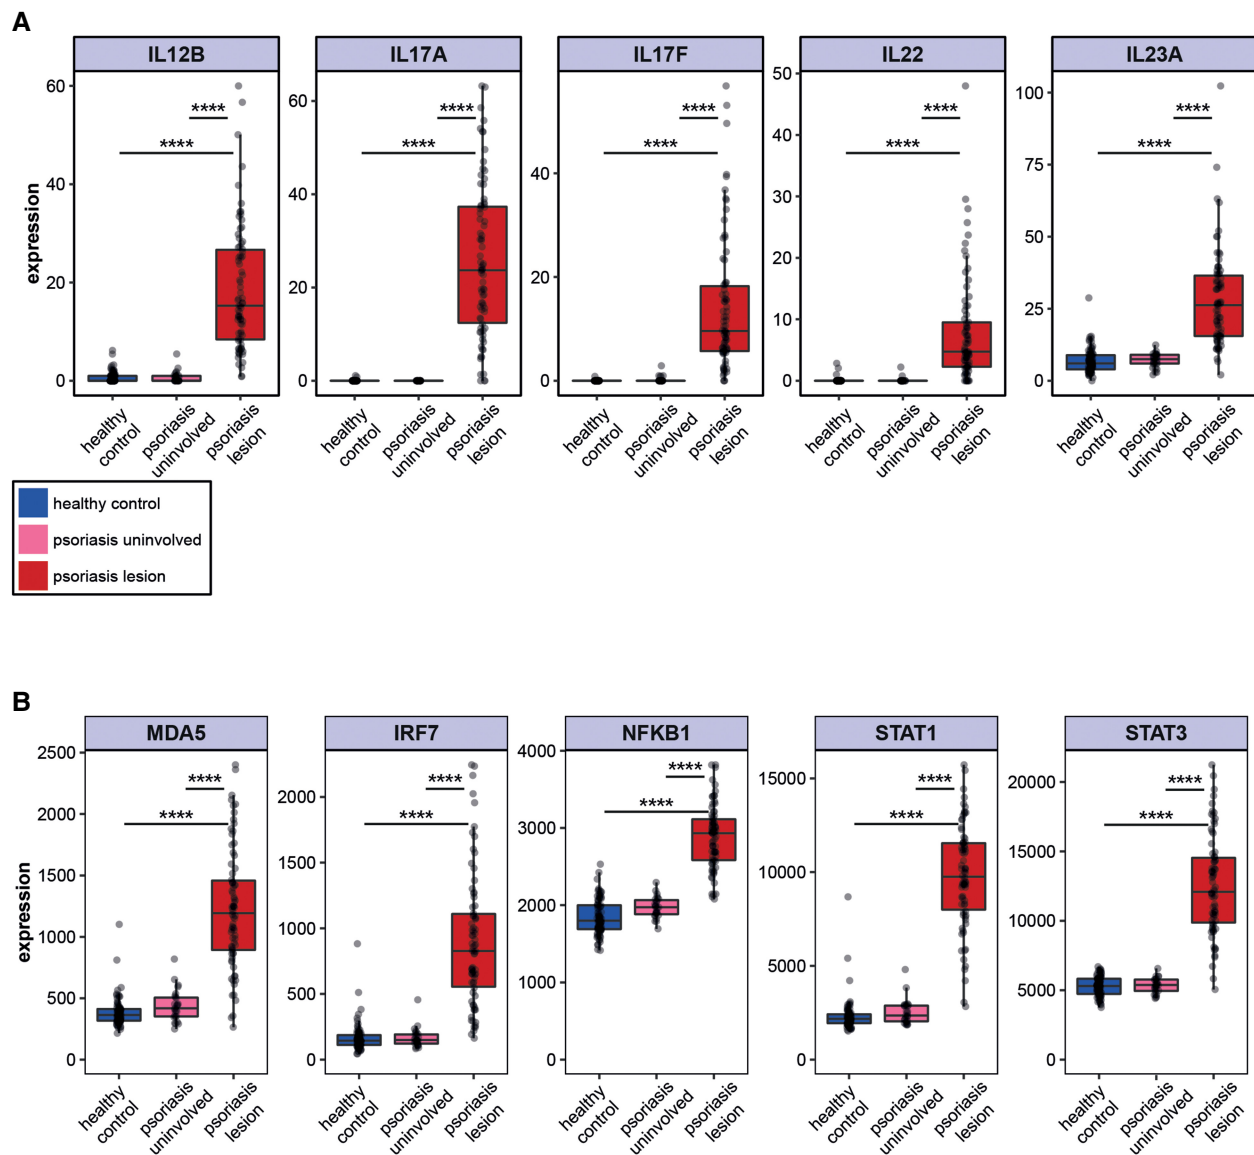 A
IL12B IL17A IL17F IL22 IL23A
expression
60 40 20 0
60 40 20 0
40 20 0
50 40 30 20 10 0
100 75 50 25 0
**** **** **** **** ****
**** **** **** **** ****
healthy control psoriasis uninvolved psoriasis lesion
healthy control psoriasis uninvolved psoriasis lesion
healthy control psoriasis uninvolved psoriasis lesion
healthy control psoriasis uninvolved psoriasis lesion
healthy control psoriasis uninvolved psoriasis lesion
healthy control
psoriasis uninvolved
psoriasis lesion
B
MDA5 IRF7 NFKB1 STAT1 STAT3
expression
2500 2000 1500 1000 500 0
2000 1500 1000 500 0
4000 3000 2000 1000 0
15000 10000 5000 0
20000 15000 10000 5000 0
**** **** **** **** ****
**** **** **** **** ****
healthy control psoriasis uninvolved psoriasis lesion
healthy control psoriasis uninvolved psoriasis lesion
healthy control psoriasis uninvolved psoriasis lesion
healthy control psoriasis uninvolved psoriasis lesion
healthy control psoriasis uninvolved psoriasis lesion